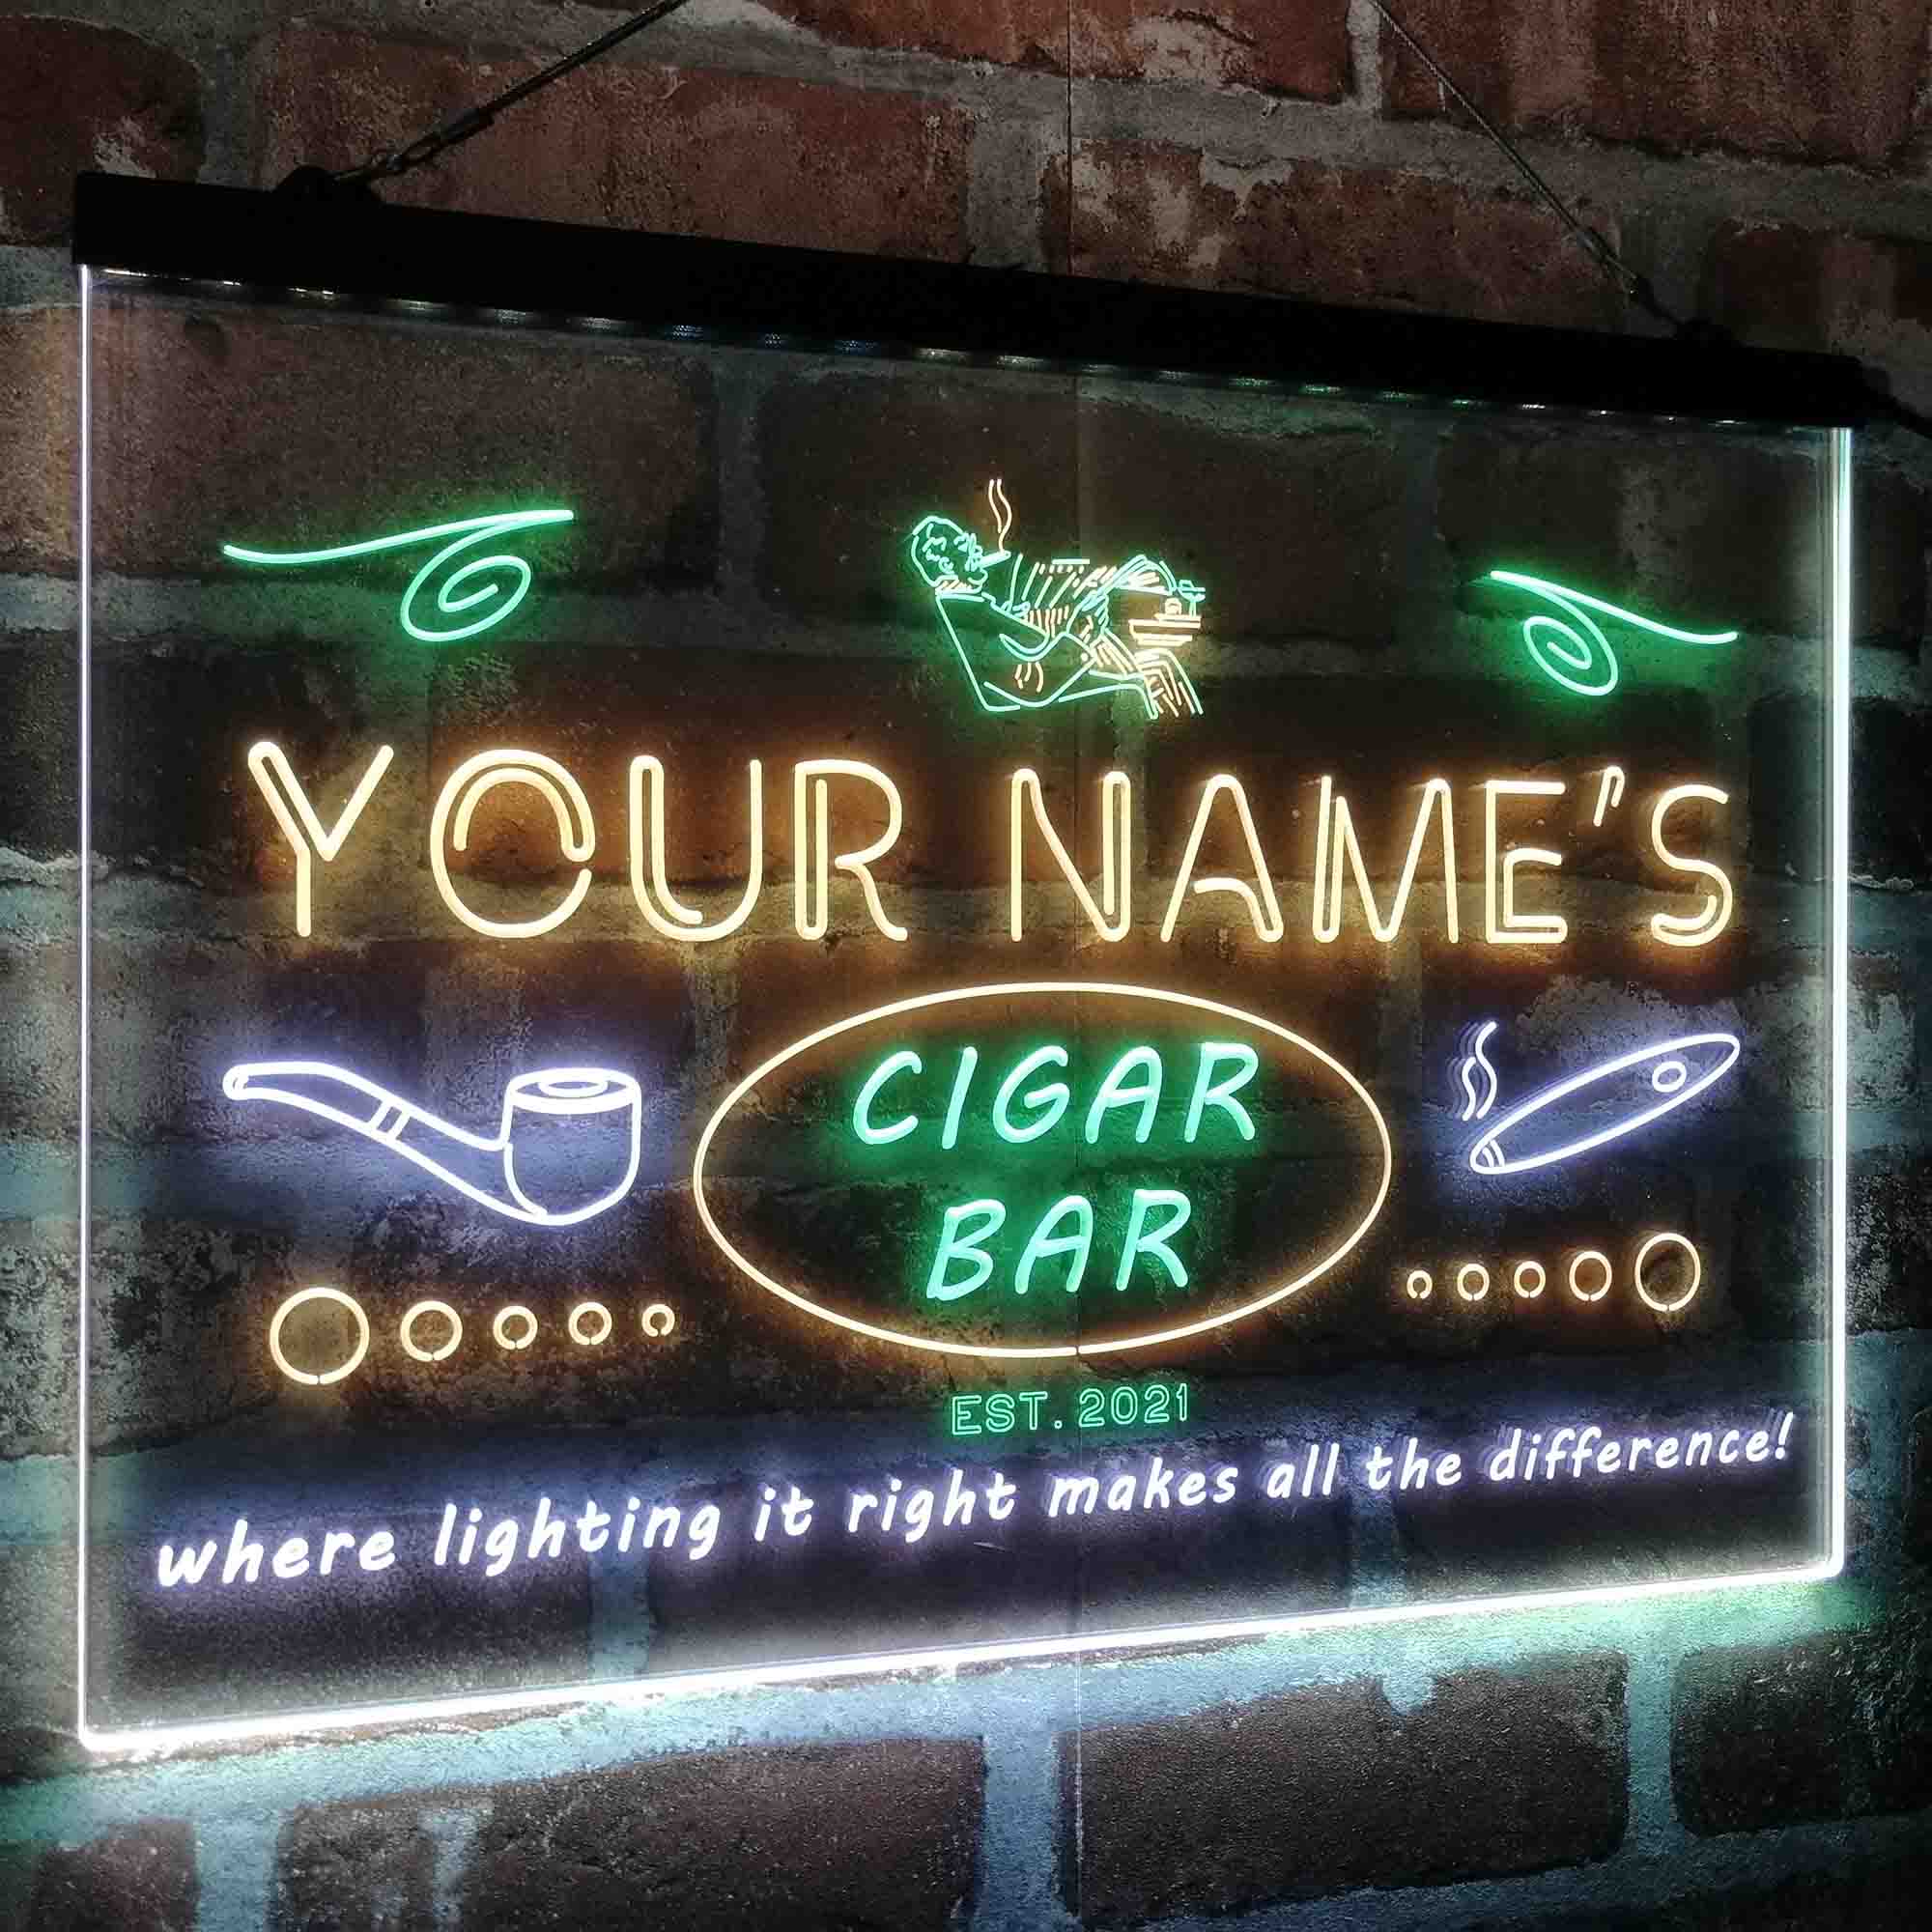 YOUR NAME'S
CIGAR
BAR
EST. 2021
where lighting it right makes all the difference!